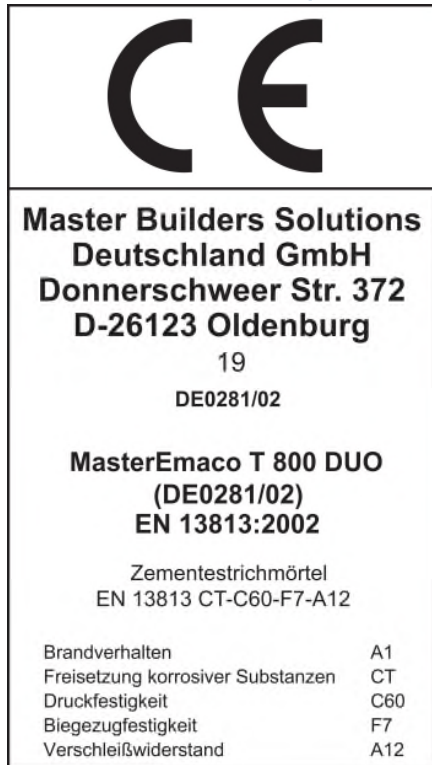 CE
Master Builders Solutions
Deutschland GmbH
Donnerschweer Str. 372
D-26123 Oldenburg
19
DE0281/02
MasterEmaco T 800 DUO
(DE0281/02)
EN 13813:2002
Zementestrichmörtel
EN 13813 CT-C60-F7-A12
Brandverhalten A1
Freisetzung korrosiver Substanzen CT
Druckfestigkeit C60
Biegezugfestigkeit F7
Verschleißwiderstand A12